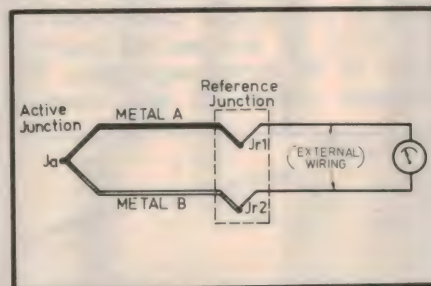 Reference
Junction
Active
Junction
METAL A
Ja
Jr1
(EXTERNAL
WIRING)
METAL B
Jr2